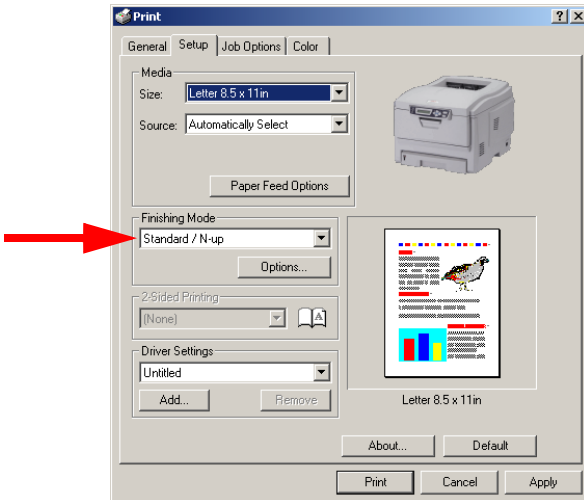 Print
General Setup Job Options Color
Media
Size: Letter 8.5 x 11in
Source: Automatically Select
Paper Feed Options
Finishing Mode
Standard / N-up
Options...
2-Sided Printing
(None)
A
Driver Settings
Untitled
Add... Remove
Letter 8.5 x 11in
About... Default
Print Cancel Apply